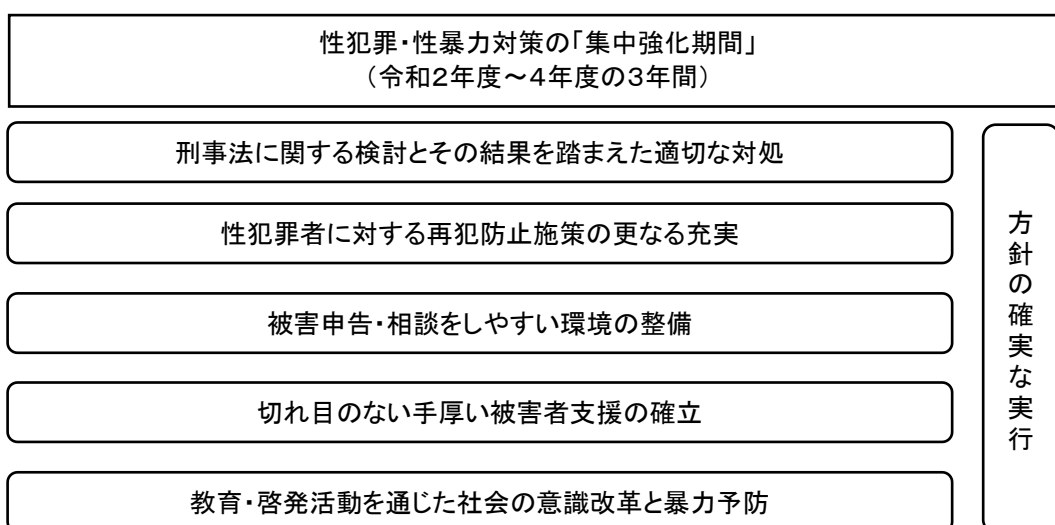 性犯罪・性暴力対策の「集中強化期間」
（令和２年度～４年度の３年間）
刑事法に関する検討とその結果を踏まえた適切な対処
性犯罪者に対する再犯防止施策の更なる充実
被害申告・相談をしやすい環境の整備
切れ目のない手厚い被害者支援の確立
教育・啓発活動を通じた社会の意識改革と暴力予防
方針の確実な実行